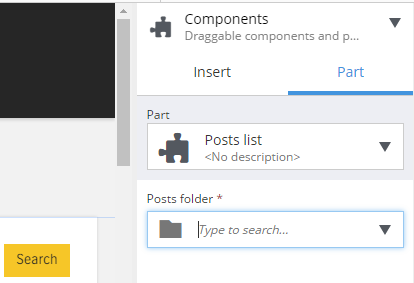 Components
Draggable components and p...
Insert
Part
Part
Posts list
<No description>
Posts folder *
Type to search...
Search